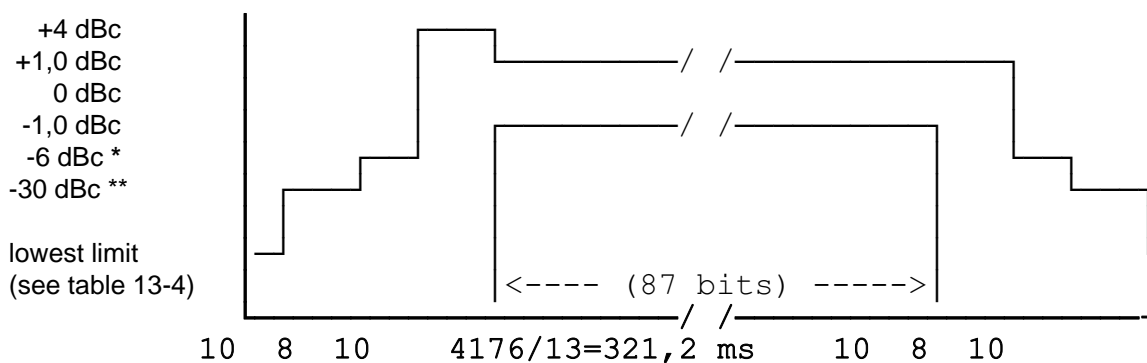 +4 dBc
+1,0 dBc
0 dBc
-1,0 dBc
-6 dBc *
-30 dBc **
lowest limit
(see table 13-4)
<---- (87 bits) ----->
10 8 10 4176/13=321,2 ms 10 8 10